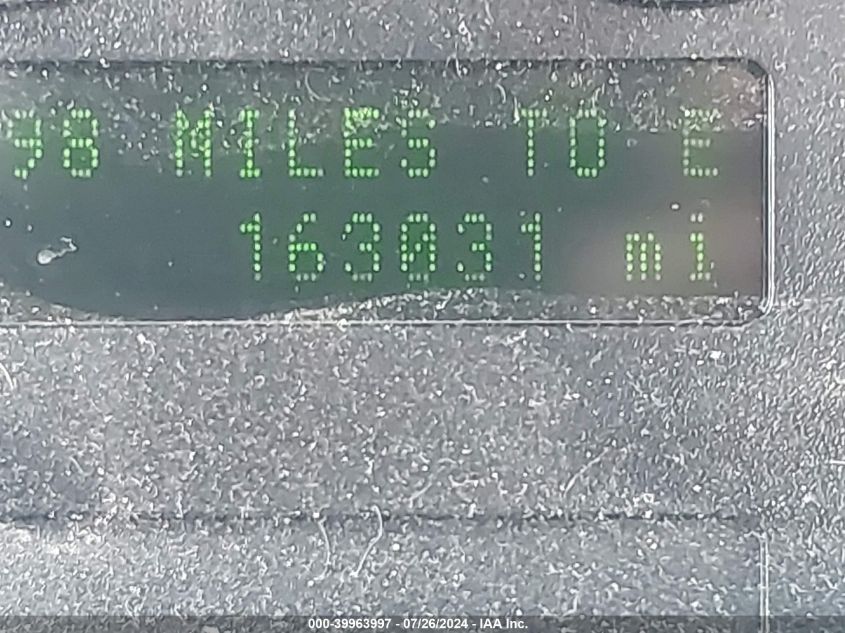 98 MILES TO E
163031 mi
000-39963997 - 07/26/2024 - IAA Inc.